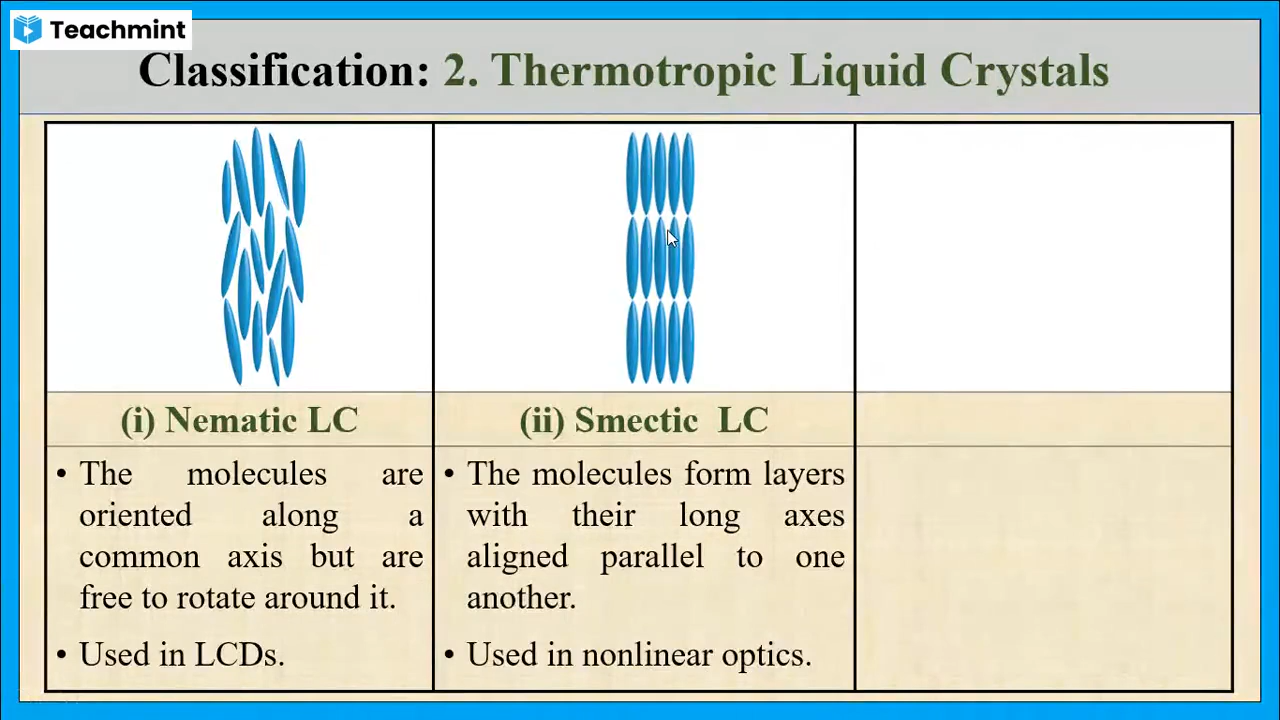 Teachmint
Classification: 2. Thermotropic Liquid Crystals
(i) Nematic LC
• The molecules are
oriented along a
common axis but are
free to rotate around it.
• Used in LCDs.
(ii) Smectic LC
• The molecules form layers
with their long axes
aligned parallel to one
another.
• Used in nonlinear optics.